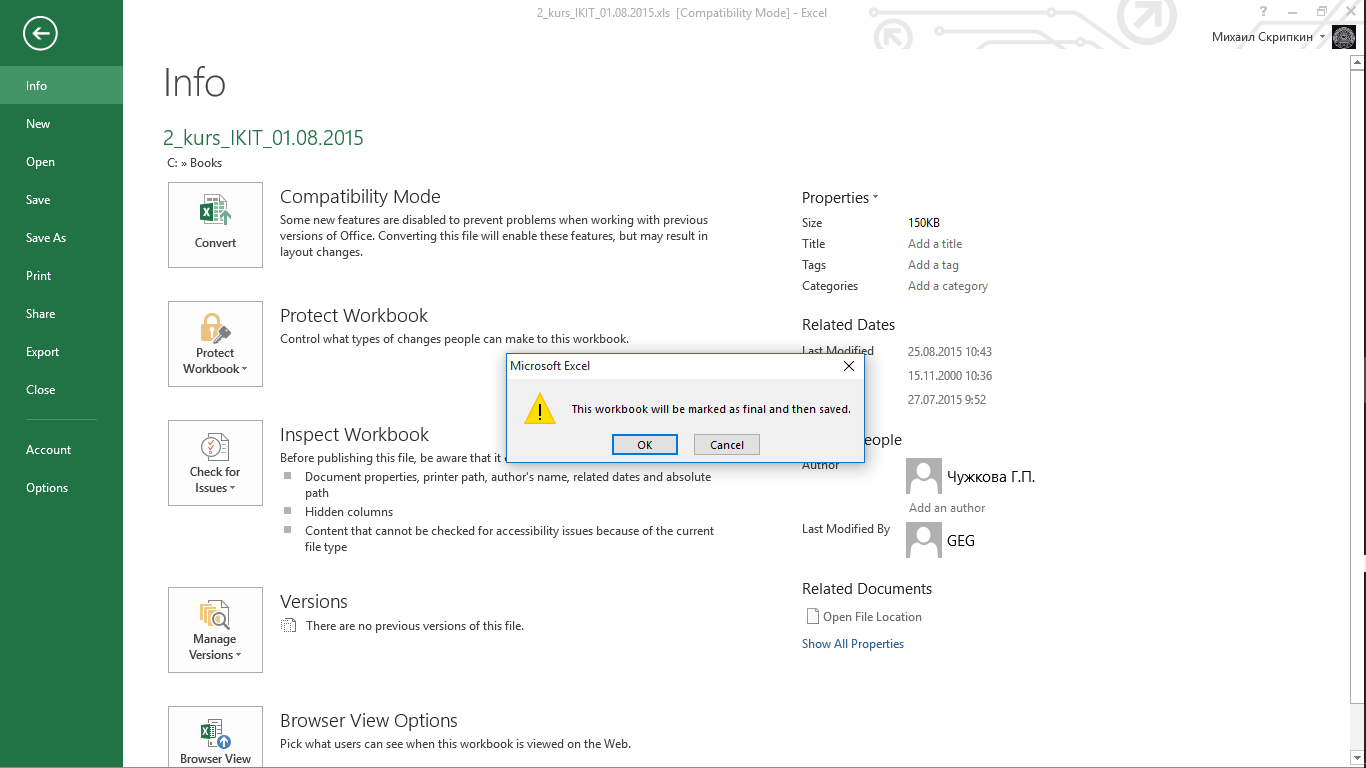 2_kurs_IKIT_01.08.2015.xls [Compatibility Mode] - Excel
?
Михаил Скрипкин
Info
New
Open
Save
Save As
Print
Share
Export
Close
Account
Options
Info
2_kurs_IKIT_01.08.2015
C: » Books
Convert
Compatibility Mode
Some new features are disabled to prevent problems when working with previous
versions of Office. Converting this file will enable these features, but may result in
layout changes.
Protect
Workbook
Protect Workbook
Control what types of changes people can make to this workbook.
Microsoft Excel
This workbook will be marked as final and then saved.
OK
Cancel
Check for
Issues
Inspect Workbook
Before publishing this file, be aware that it
Document properties, printer path, author's name, related dates and absolute
path
Hidden columns
Content that cannot be checked for accessibility issues because of the current
file type
Manage
Versions
Versions
There are no previous versions of this file.
Browser View
Browser View Options
Pick what users can see when this workbook is viewed on the Web.
Properties
Size 150KB
Title Add a title
Tags Add a tag
Categories Add a category
Related Dates
Last Modified 25.08.2015 10:43
15.11.2000 10:36
27.07.2015 9:52
People
Author
Чужкова Г.П.
Add an author
Last Modified By
GEG
Related Documents
Open File Location
Show All Properties